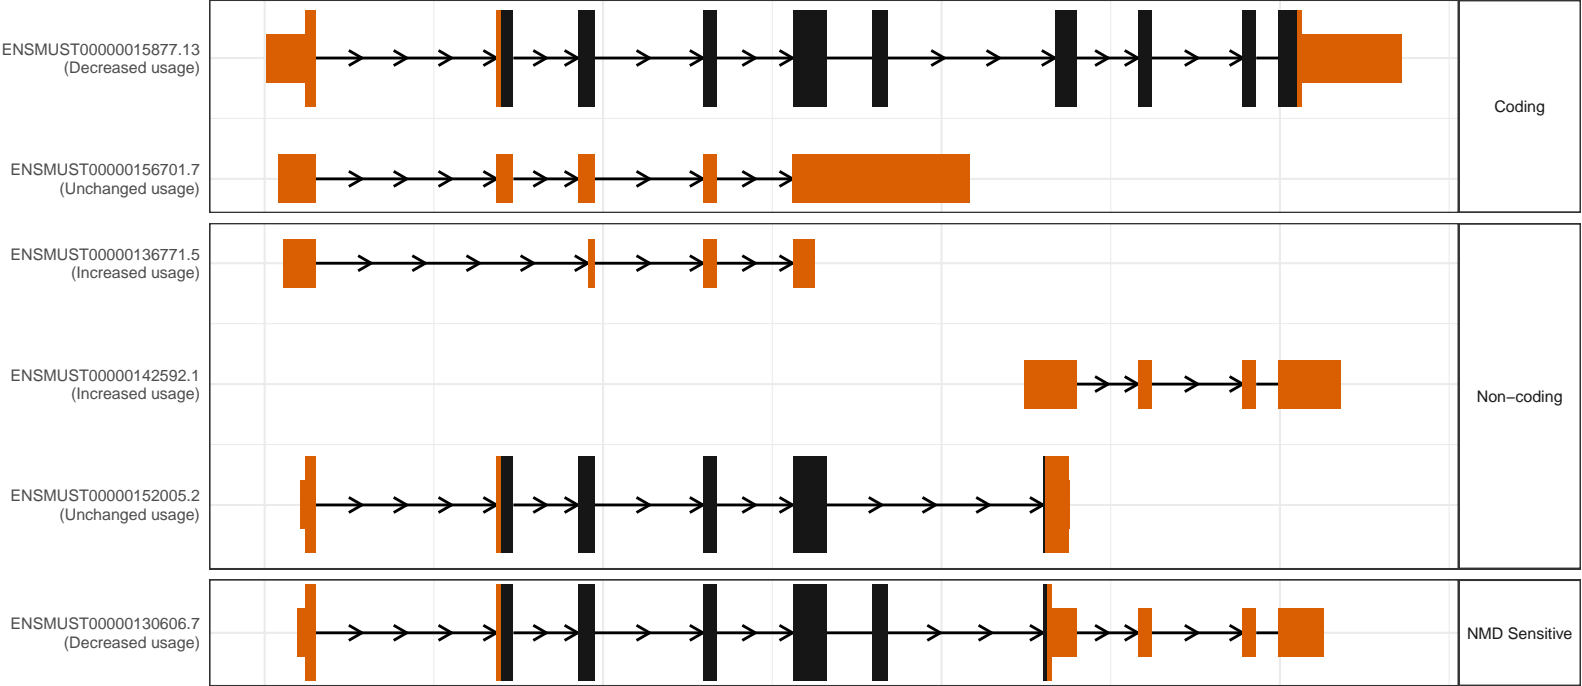 ENSMUST00000015877.13
(Decreased usage)
ENSMUST00000156701.7
(Unchanged usage)
Coding
ENSMUST00000136771.5
(Increased usage)
ENSMUST00000142592.1
(Increased usage)
ENSMUST00000152005.2
(Unchanged usage)
Non−coding
ENSMUST00000130606.7
(Decreased usage)
NMD Sensitive